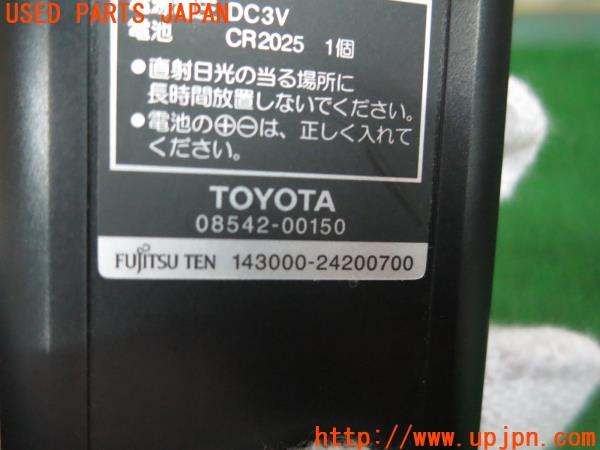 USED PARTS JAPAN
DC3V
電池 CR2025 1個
●直射日光の当る場所に
長時間放置しないでください。
●電池の⊕⊖は、正しく入れて
ください。
TOYOTA
08542-00150
FUJITSU TEN 143000-24200700
http://www.upjpn.com/